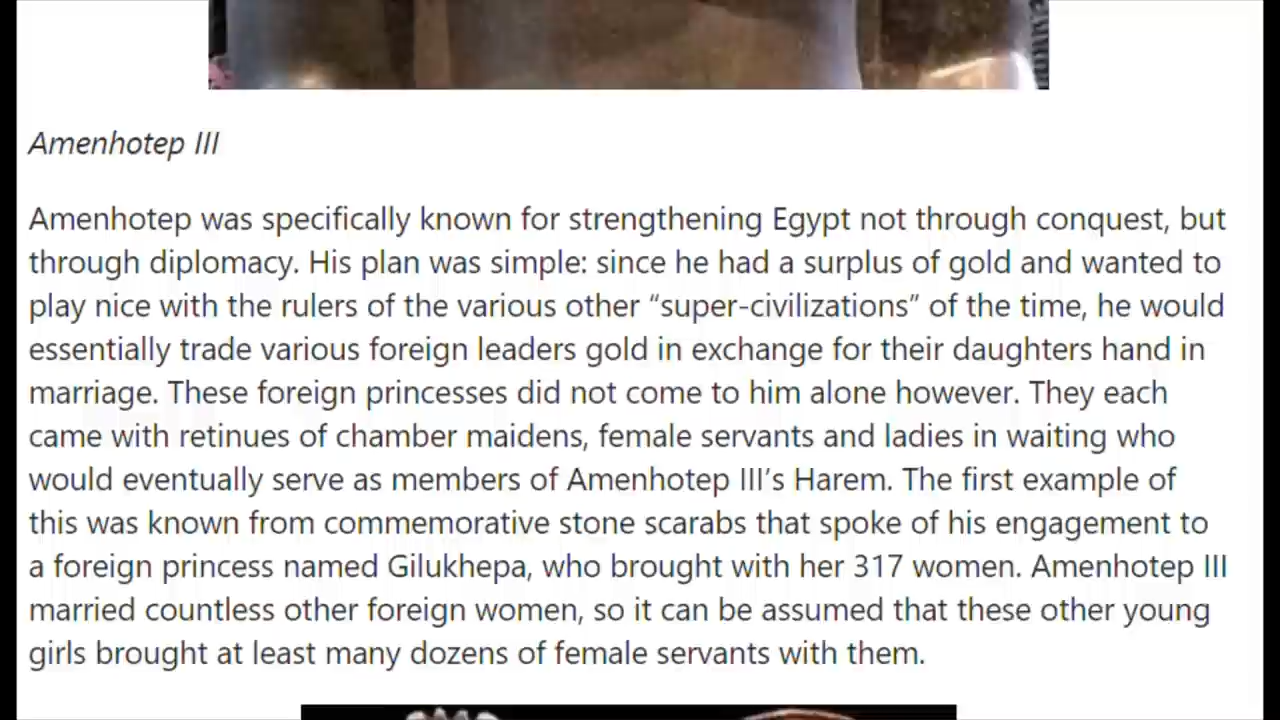 Amenhotep III
Amenhotep was specifically known for strengthening Egypt not through conquest, but
through diplomacy. His plan was simple: since he had a surplus of gold and wanted to
play nice with the rulers of the various other “super-civilizations” of the time, he would
essentially trade various foreign leaders gold in exchange for their daughters hand in
marriage. These foreign princesses did not come to him alone however. They each
came with retinues of chamber maidens, female servants and ladies in waiting who
would eventually serve as members of Amenhotep III’s Harem. The first example of
this was known from commemorative stone scarabs that spoke of his engagement to
a foreign princess named Gilukhepa, who brought with her 317 women. Amenhotep III
married countless other foreign women, so it can be assumed that these other young
girls brought at least many dozens of female servants with them.